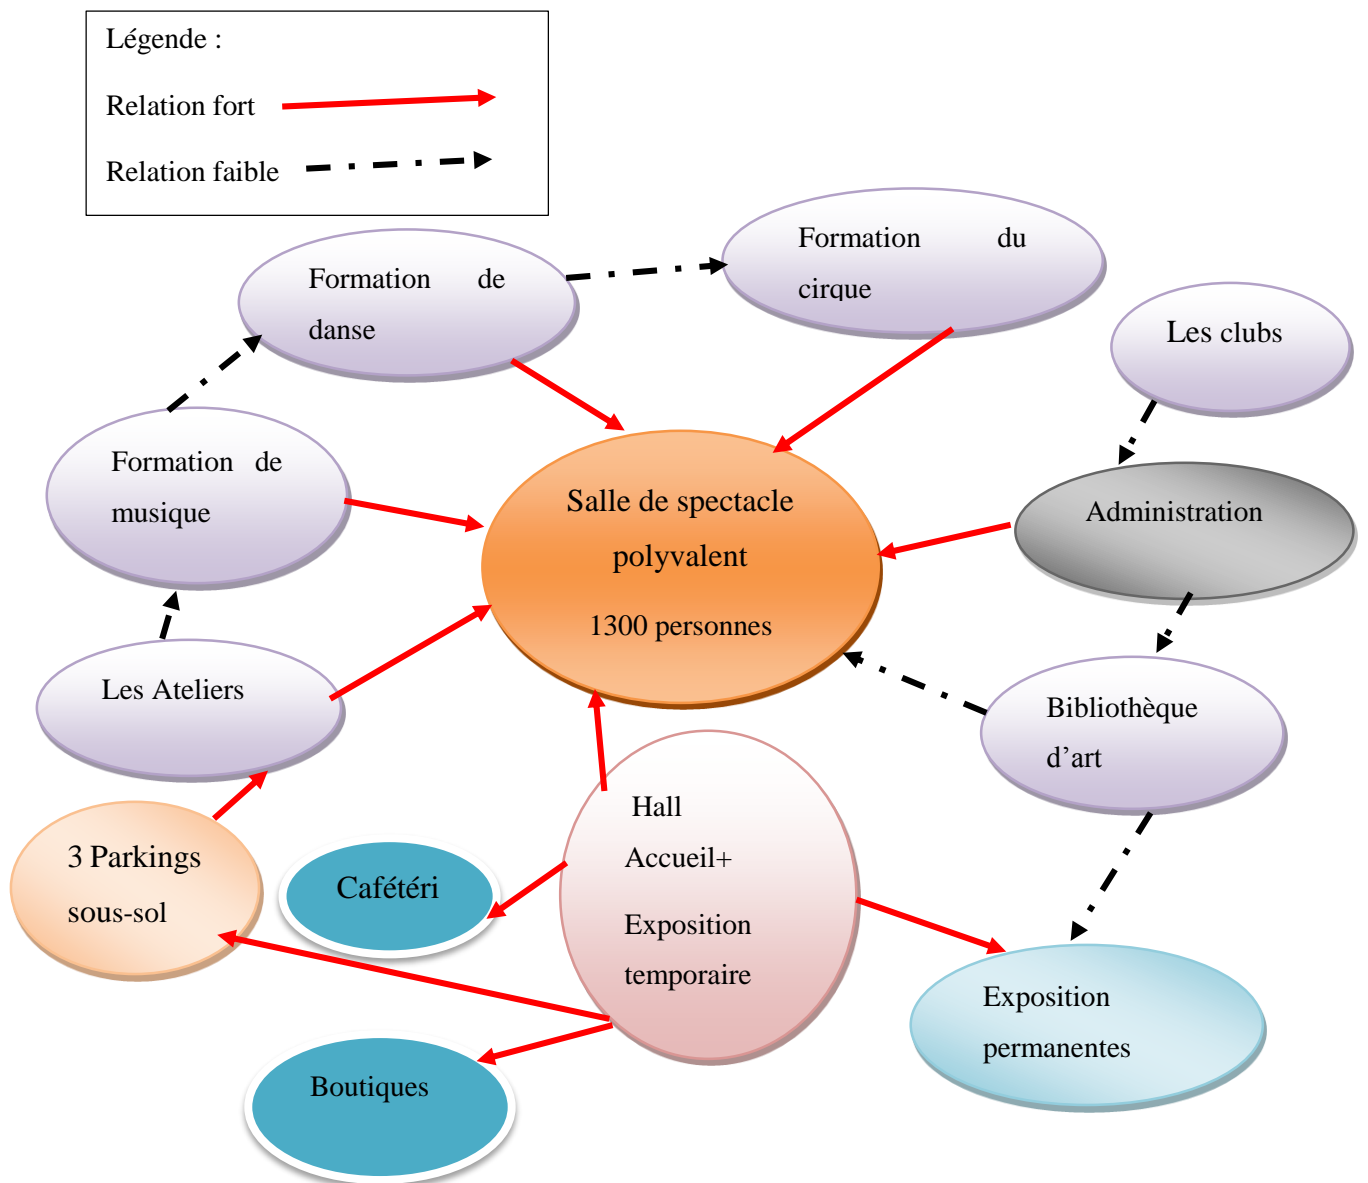 Légende :
Relation fort
Relation faible
Formation du
cirque
Formation de
danse
Les clubs
Formation de
musique
Salle de spectacle
polyvalent
1300 personnes
Administration
Les Ateliers
Bibliothèque
d’art
Hall
Accueil+
Exposition
temporaire
3 Parkings
sous-sol
Cafétéri
Exposition
permanentes
Boutiques